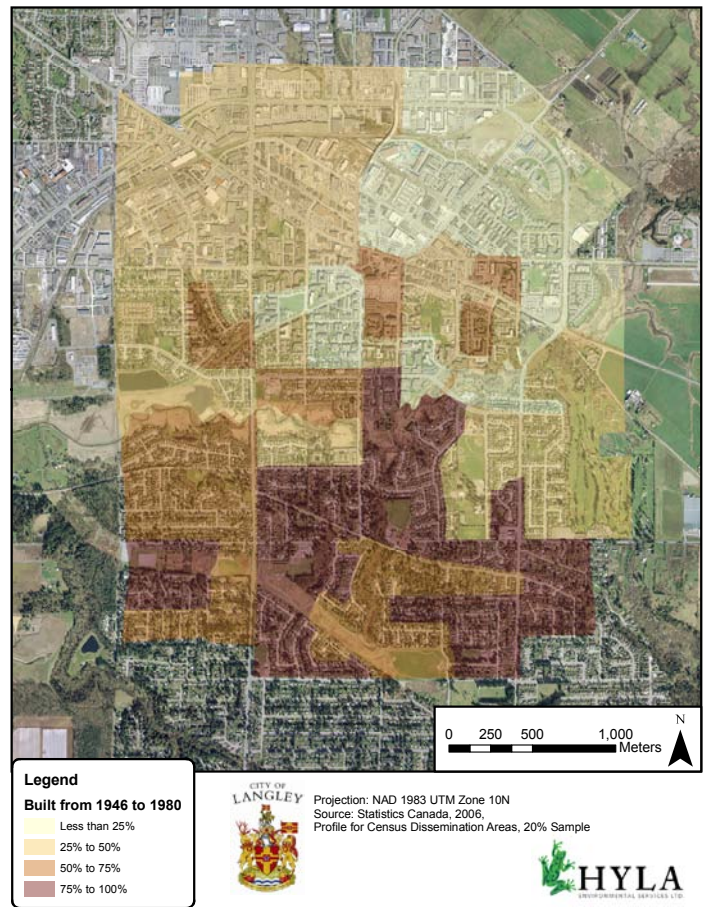 0 250 500 1,000
Meters
N
Legend
Built from 1946 to 1980
Less than 25%
25% to 50%
50% to 75%
75% to 100%
CITY OF
LANGLEY
Projection: NAD 1983 UTM Zone 10N
Source: Statistics Canada, 2006,
Profile for Census Dissemination Areas, 20% Sample
HYLA
ENVIRONMENTAL SERVICES LTD